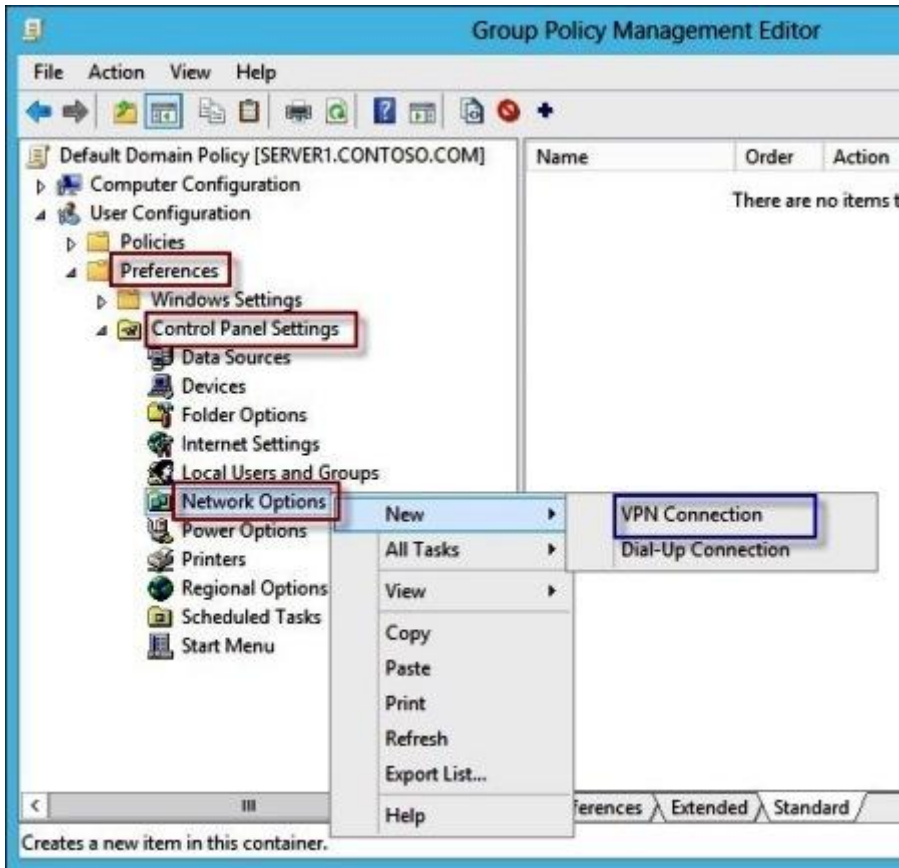 Group Policy Management Editor
File Action View Help
Default Domain Policy [SERVER1.CONTOSO.COM]
Computer Configuration
User Configuration
Policies
Preferences
Windows Settings
Control Panel Settings
Data Sources
Devices
Folder Options
Internet Settings
Local Users and Groups
Network Options
Power Options
Printers
Regional Options
Scheduled Tasks
Start Menu
Name Order Action
There are no items t
New
All Tasks
View
Copy
Paste
Print
Refresh
Export List...
Help
VPN Connection
Dial-Up Connection
ferences Extended Standard
Creates a new item in this container.